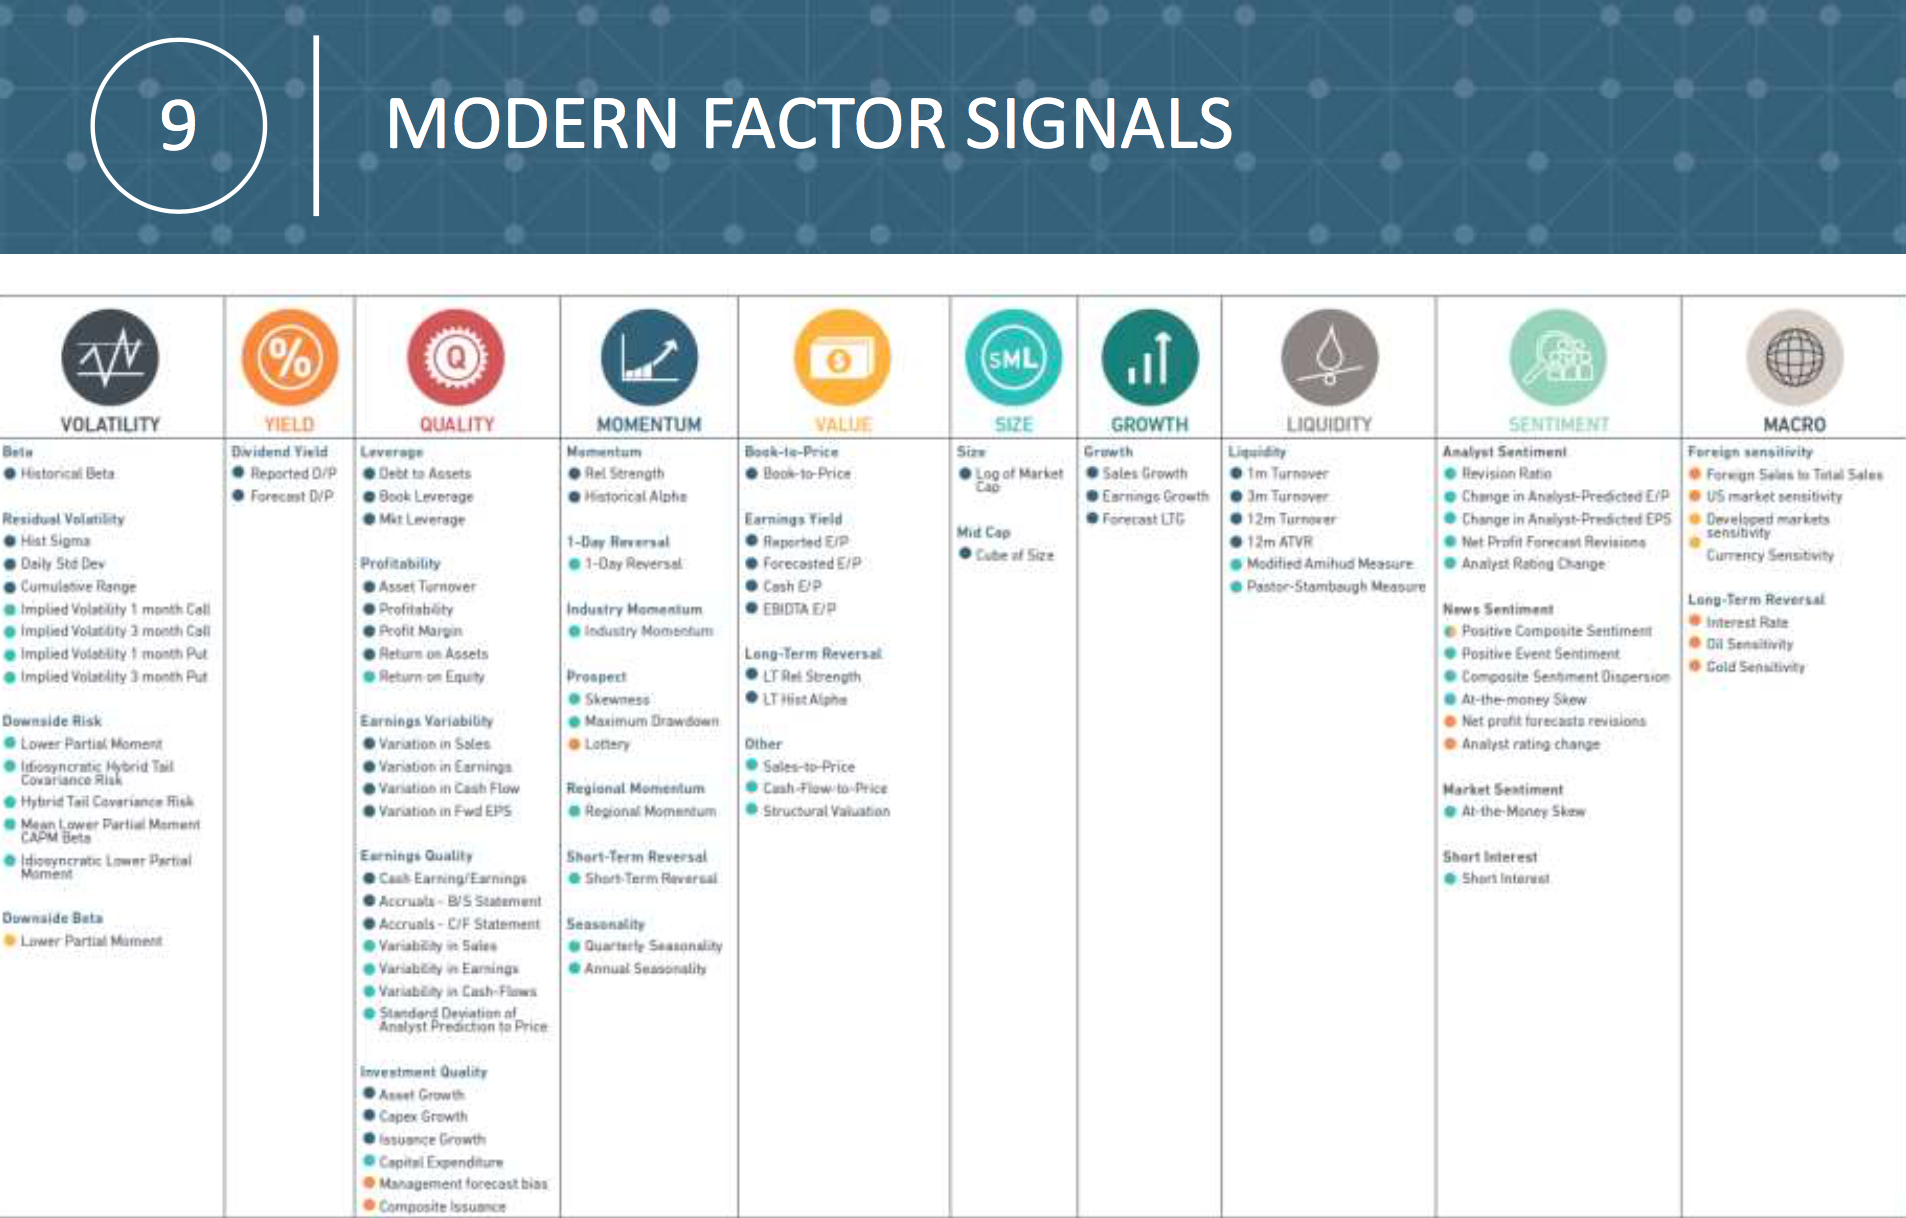 9
MODERN FACTOR SIGNALS
VOLATILITY
Beta
Historical Beta
Residual Volatility
Hist Sigma
Daily Std Dev
Cumulative Range
Implied Volatility 1 month Call
Implied Volatility 3 month Call
Implied Volatility 1 month Put
Implied Volatility 3 month Put
Downside Risk
Lower Partial Moment
Idiosyncratic Hybrid Tail
Covariance Risk
Hybrid Tail Covariance Risk
Mean Lower Partial Moment
CAPM Beta
Idiosyncratic Lower Partial
Moment
Downside Beta
Lower Partial Moment
%
YIELD
Dividend Yield
Reported D/P
Forecast D/P
Q
QUALITY
Leverage
Debt to Assets
Book Leverage
Mkt Leverage
Profitability
Asset Turnover
Profitability
Profit Margin
Return on Assets
Return on Equity
Earnings Variability
Variation in Sales
Variation in Earnings
Variation in Cash Flow
Variation in Fwd EPS
Earnings Quality
Cash Earning/Earnings
Accruals - B/S Statement
Accruals - C/F Statement
Variability in Sales
Variability in Earnings
Variability in Cash-Flows
Standard Deviation of
Analyst Prediction to Price
Investment Quality
Asset Growth
Capex Growth
Issuance Growth
Capital Expenditure
Management forecast bias
Composite Issuance
MOMENTUM
Momentum
Rel Strength
Historical Alpha
1-Day Reversal
1-Day Reversal
Industry Momentum
Industry Momentum
Prospect
Skewness
Maximum Drawdown
Lottery
Regional Momentum
Regional Momentum
Short-Term Reversal
Short-Term Reversal
Seasonality
Quarterly Seasonality
Annual Seasonality
$
VALUE
Book-to-Price
Book-to-Price
Earnings Yield
Reported E/P
Forecasted E/P
Cash E/P
EBIDTA E/P
Long-Term Reversal
LT Rel Strength
LT Hist Alpha
Other
Sales-to-Price
Cash-Flow-to-Price
Structural Valuation
SML
SIZE
Size
Log of Market
Cap
Mid Cap
Cube of Size
GROWTH
Growth
Sales Growth
Earnings Growth
Forecast LTG
LIQUIDITY
Liquidity
1m Turnover
3m Turnover
12m Turnover
12m ATVR
Modified Amihud Measure
Pastor-Stambaugh Measure
SENTIMENT
Analyst Sentiment
Revision Ratio
Change in Analyst-Predicted E/P
Change in Analyst-Predicted EPS
Net Profit Forecast Revisions
Analyst Rating Change
News Sentiment
Positive Composite Sentiment
Positive Event Sentiment
Composite Sentiment Dispersion
At-the-money Skew
Net profit forecasts revisions
Analyst rating change
Market Sentiment
At-the-Money Skew
Short Interest
Short Interest
MACRO
Foreign sensitivity
Foreign Sales to Total Sales
US market sensitivity
Developed markets
sensitivity
Currency Sensitivity
Long-Term Reversal
Interest Rate
Oil Sensitivity
Gold Sensitivity